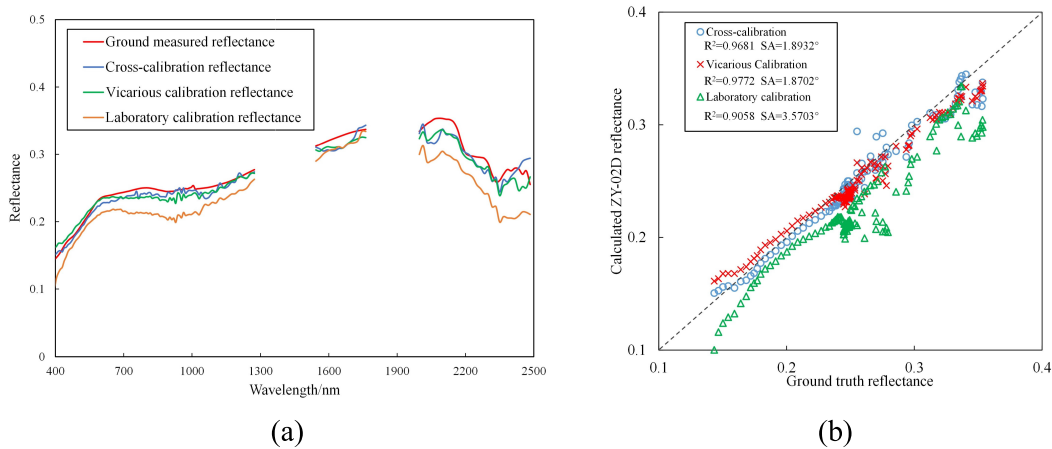 0.5
0.4
0.3
0.2
0.1
0
Reflectance
Ground measured reflectance
Cross-calibration reflectance
Vicarious calibration reflectance
Laboratory calibration reflectance
400 700 1000 1300 1600 1900 2200 2500
Wavelength/nm
(a)
0.4
0.3
0.2
0.1
Calculated ZY-02D reflectance
Cross-calibration
R²=0.9681 SA=1.8932°
Vicarious Calibration
R²=0.9772 SA=1.8702°
Laboratory calibration
R²=0.9058 SA=3.5703°
0.1 0.2 0.3 0.4
Ground truth reflectance
(b)